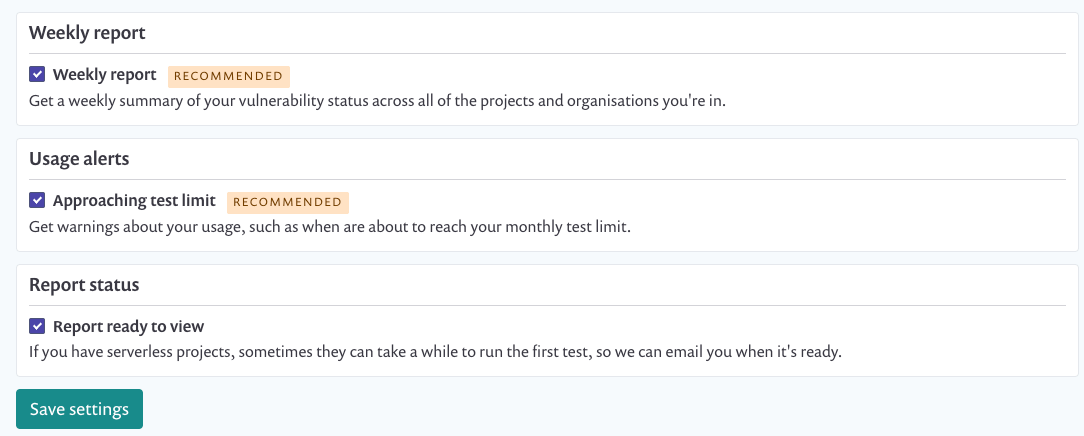 Weekly report
Weekly report RECOMMENDED
Get a weekly summary of your vulnerability status across all of the projects and organisations you're in.
Usage alerts
Approaching test limit RECOMMENDED
Get warnings about your usage, such as when are about to reach your monthly test limit.
Report status
Report ready to view
If you have serverless projects, sometimes they can take a while to run the first test, so we can email you when it's ready.
Save settings